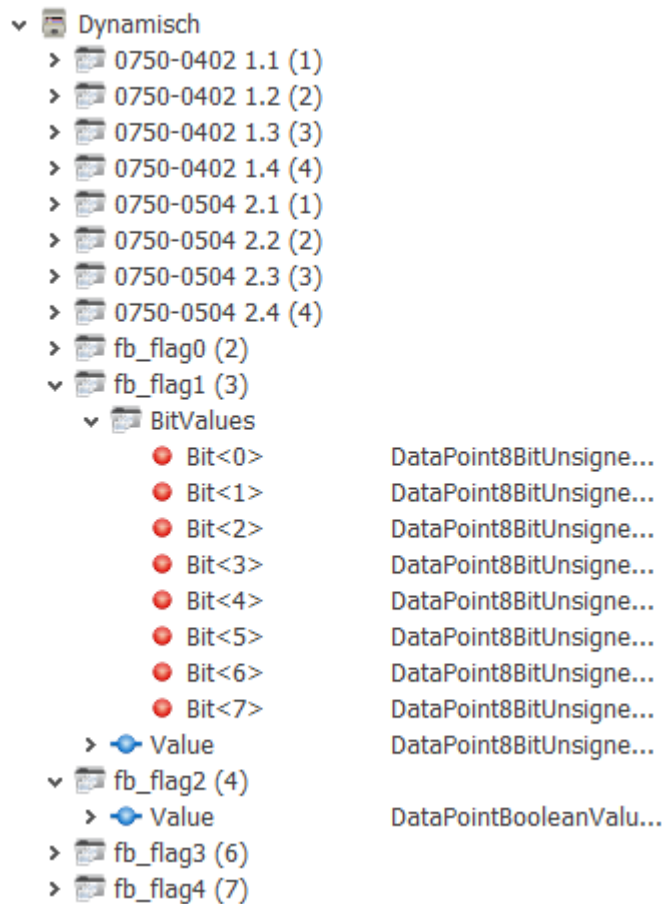 Dynamisch
0750-0402 1.1 (1)
0750-0402 1.2 (2)
0750-0402 1.3 (3)
0750-0402 1.4 (4)
0750-0504 2.1 (1)
0750-0504 2.2 (2)
0750-0504 2.3 (3)
0750-0504 2.4 (4)
fb_flag0 (2)
fb_flag1 (3)
BitValues
Bit<0> DataPoint8BitUnsigne...
Bit<1> DataPoint8BitUnsigne...
Bit<2> DataPoint8BitUnsigne...
Bit<3> DataPoint8BitUnsigne...
Bit<4> DataPoint8BitUnsigne...
Bit<5> DataPoint8BitUnsigne...
Bit<6> DataPoint8BitUnsigne...
Bit<7> DataPoint8BitUnsigne...
Value DataPoint8BitUnsigne...
fb_flag2 (4)
Value DataPointBooleanValu...
fb_flag3 (6)
fb_flag4 (7)